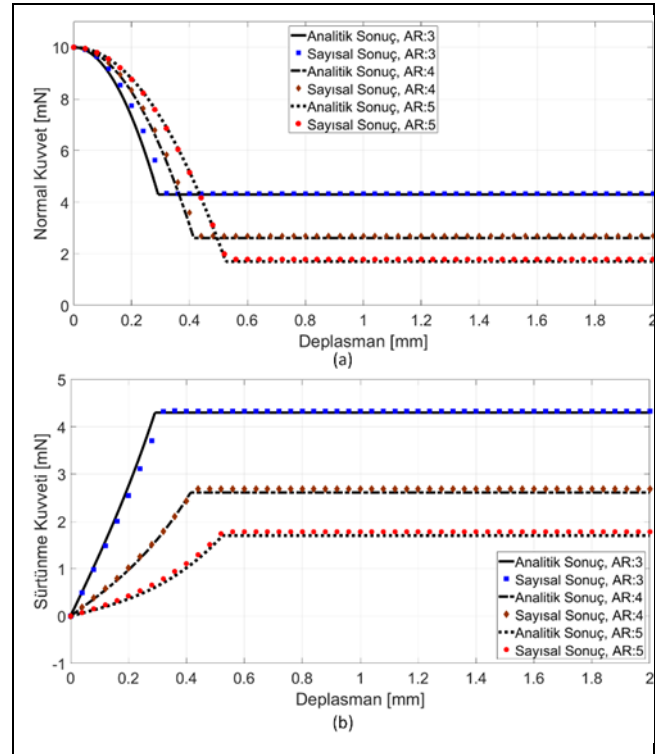 Analitik Sonuç, AR:3
Sayısal Sonuç, AR:3
Analitik Sonuç, AR:4
Sayısal Sonuç, AR:4
Analitik Sonuç, AR:5
Sayısal Sonuç, AR:5
Normal Kuvvet [mN]
10
8
6
4
2
0
0 0.2 0.4 0.6 0.8 1 1.2 1.4 1.6 1.8 2
Deplasman [mm]
(a)
Sürtünme Kuvveti [mN]
5
4
3
2
1
0
-1
Analitik Sonuç, AR:3
Sayısal Sonuç, AR:3
Analitik Sonuç, AR:4
Sayısal Sonuç, AR:4
Analitik Sonuç, AR:5
Sayısal Sonuç, AR:5
0 0.2 0.4 0.6 0.8 1 1.2 1.4 1.6 1.8 2
Deplasman [mm]
(b)